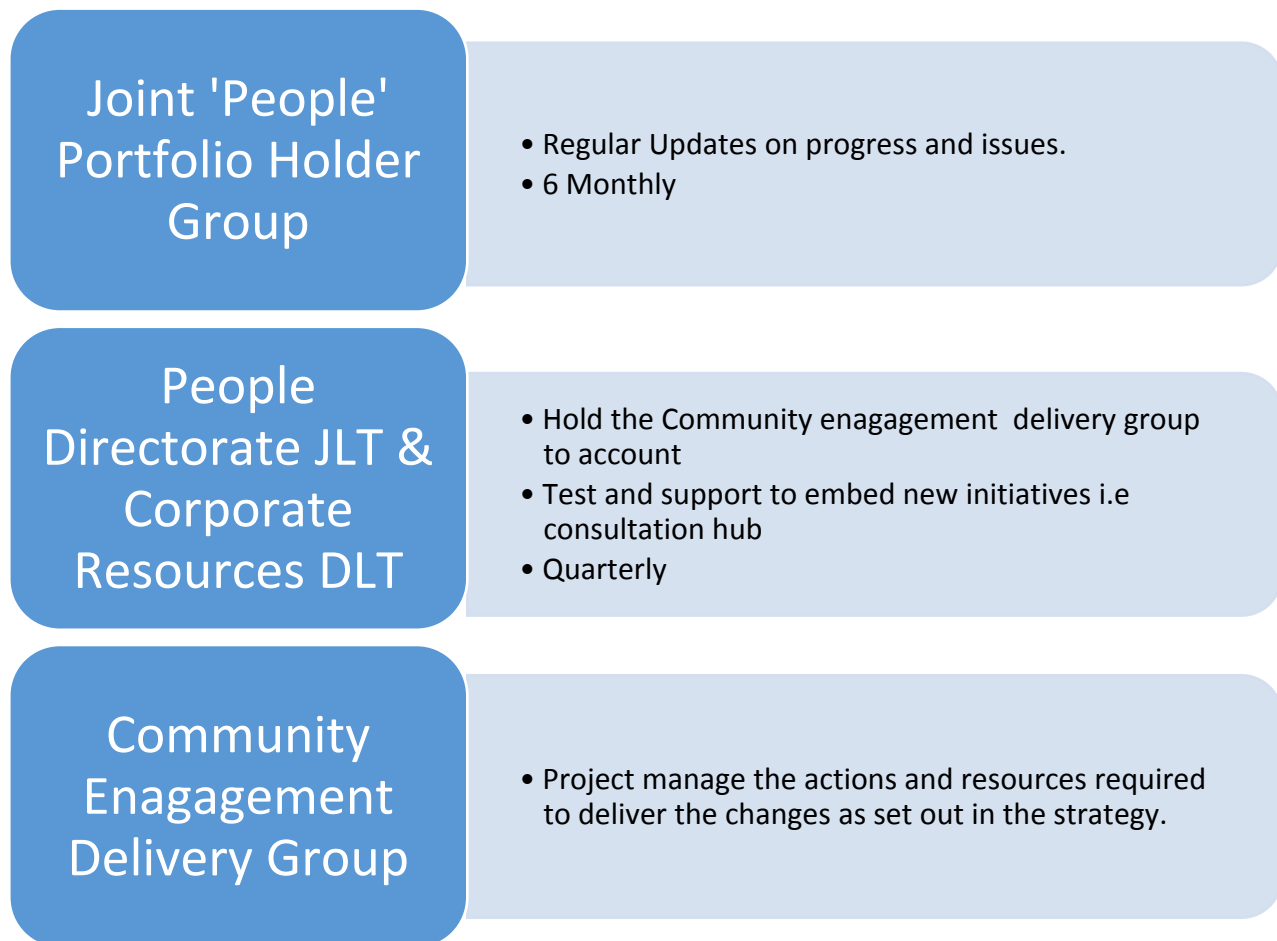 Joint 'People'
Portfolio Holder
Group
• Regular Updates on progress and issues.
• 6 Monthly
People
Directorate JLT &
Corporate
Resources DLT
• Hold the Community enagagement delivery group
to account
• Test and support to embed new initiatives i.e
consultation hub
• Quarterly
Community
Enagagement
Delivery Group
• Project manage the actions and resources required
to deliver the changes as set out in the strategy.